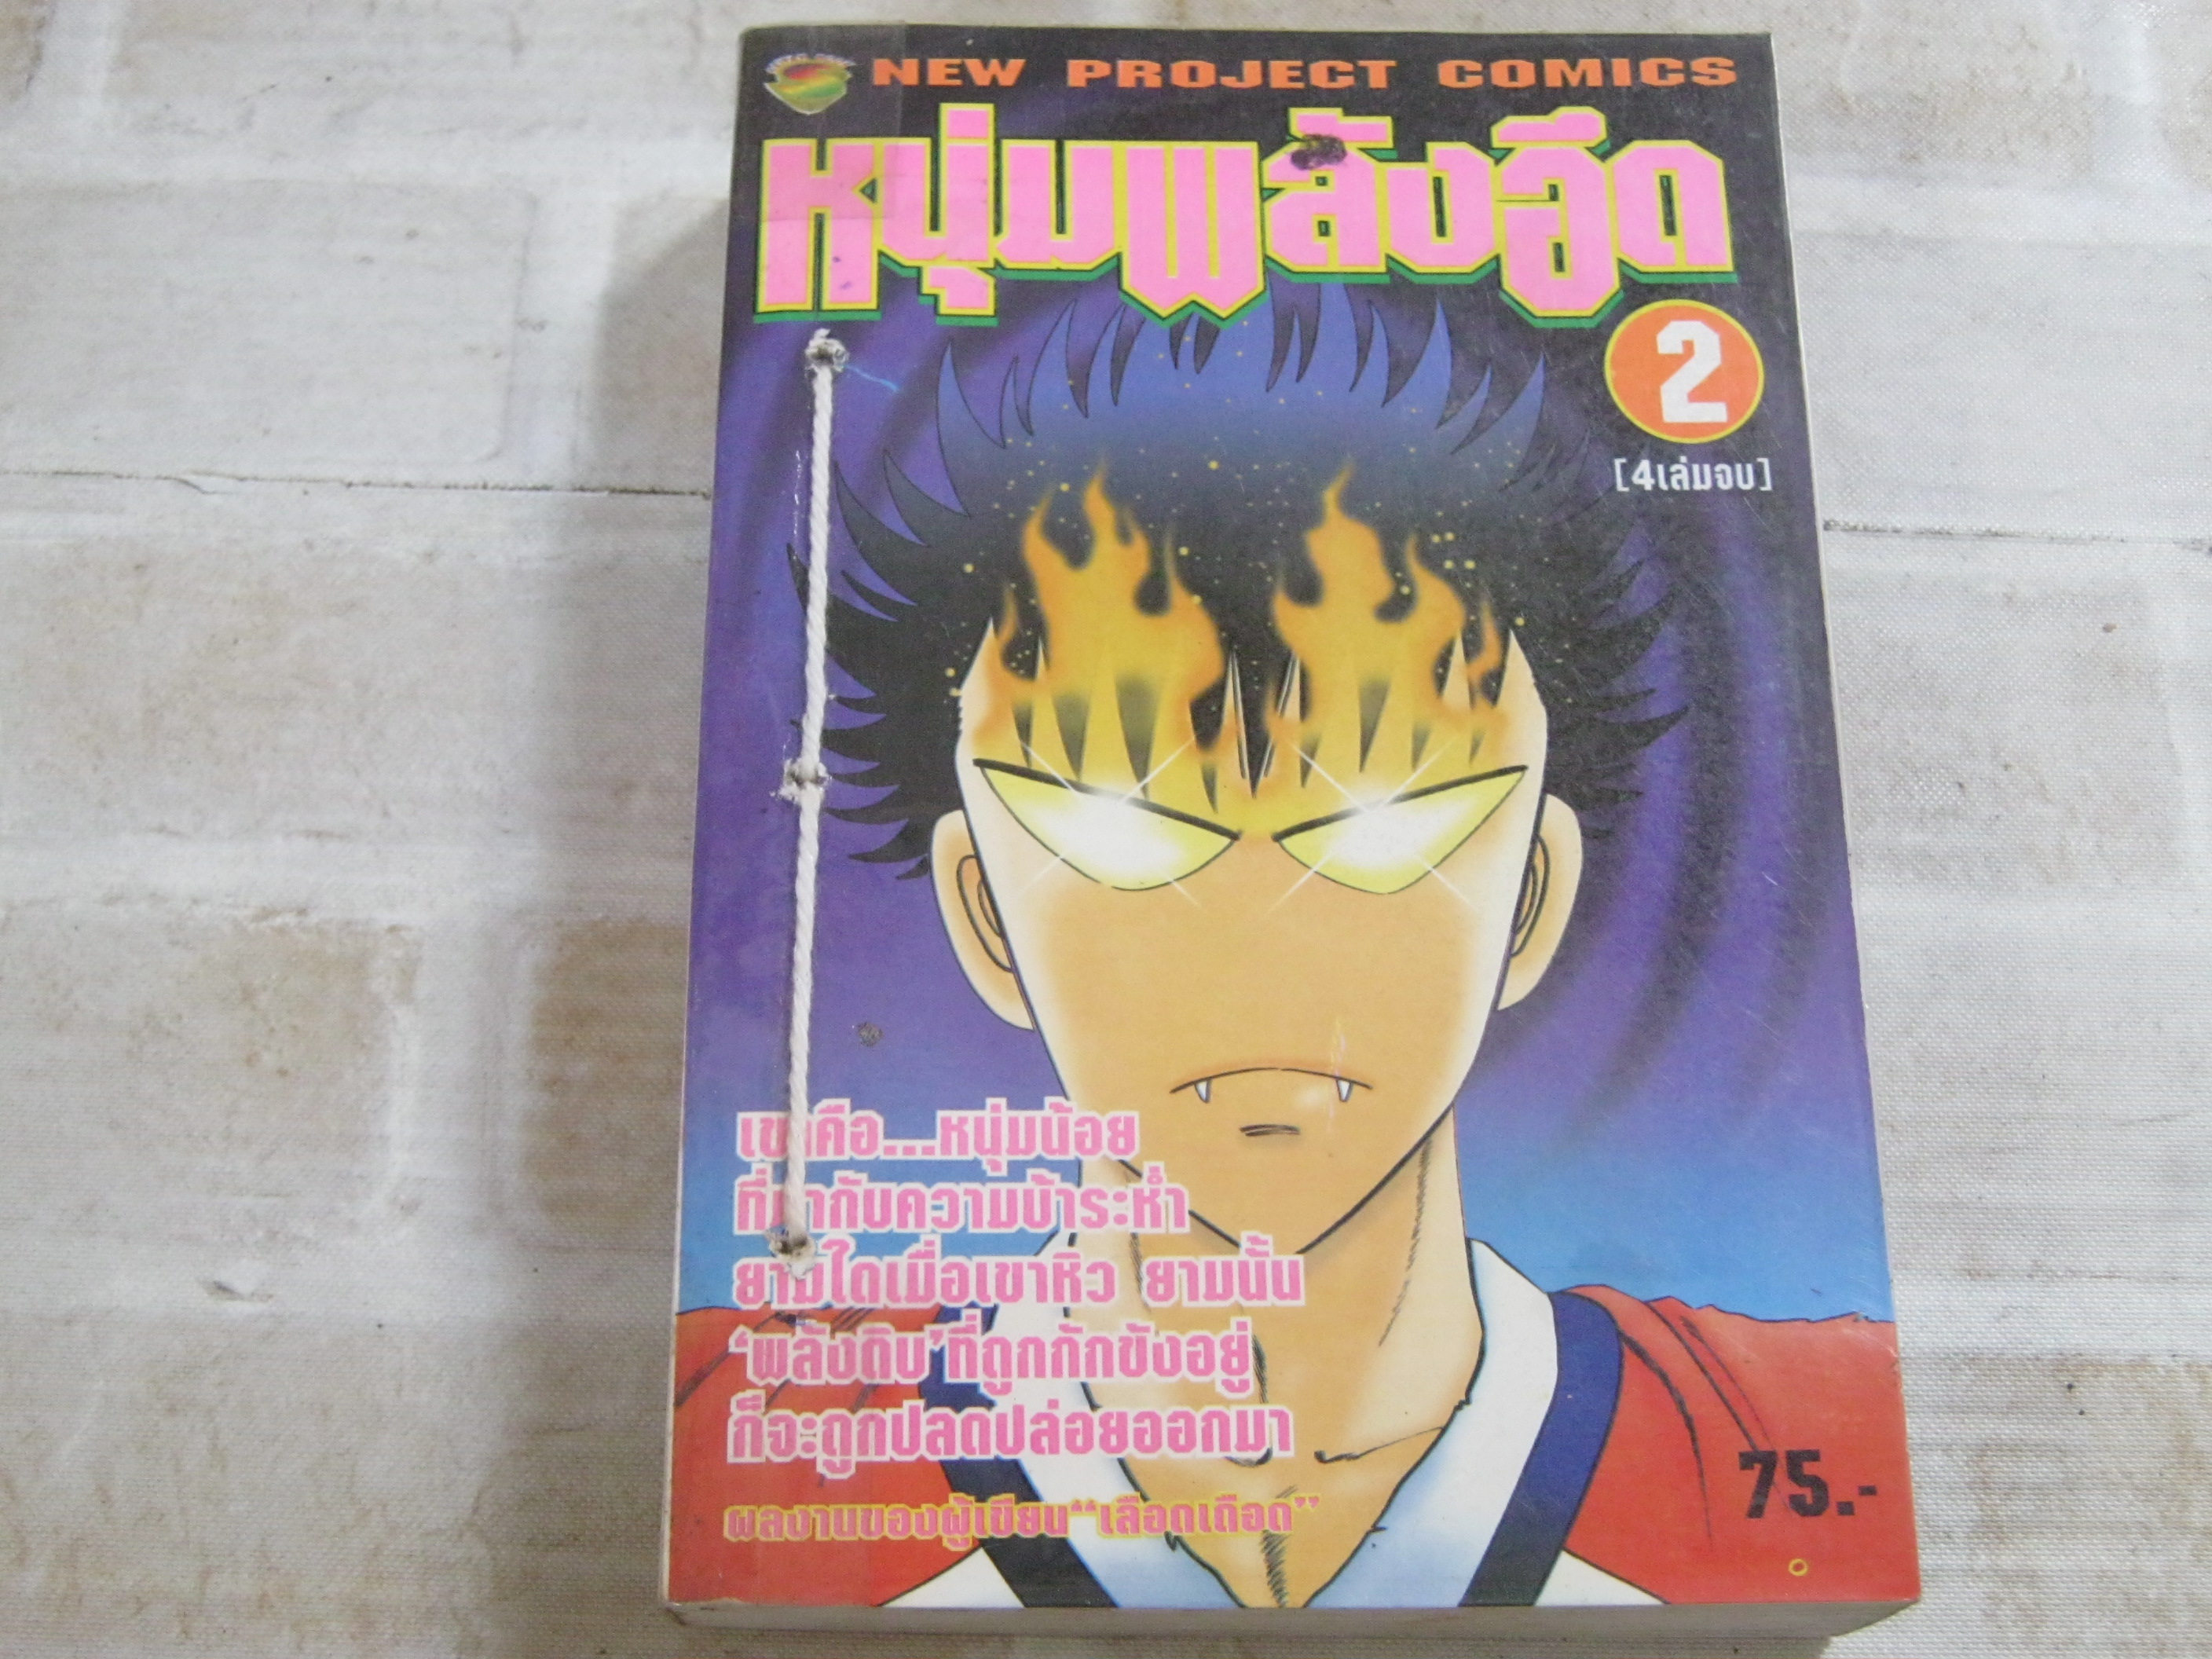 NEW PROJECT COMICS
หนุ่มพลังอึด
2
[4เล่มจบ]
เขาคือ...หนุ่มน้อย
ที่มากับความบ้าระห่ำ
ยามใดเมื่อเขาหิว ยามนั้น
‘พลังดิบ’ที่ถูกกักขังอยู่
ก็จะถูกปลดปล่อยออกมา
ผลงานของผู้เขียน“เลือดเดือด”
75.-